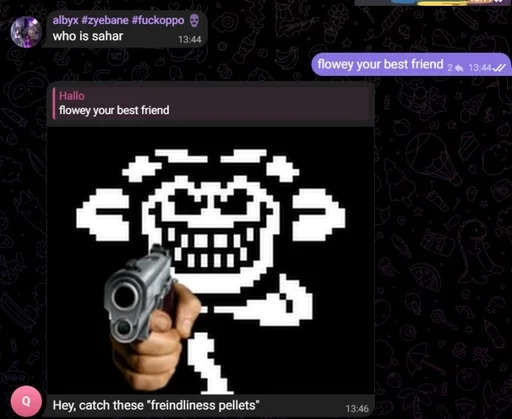 albyx #zyebane #fuckoppo 💀
who is sahar
13:44
flowey your best friend 2 13:44
Hallo
flowey your best friend
Q
Hey, catch these "freindliness pellets"
13:46